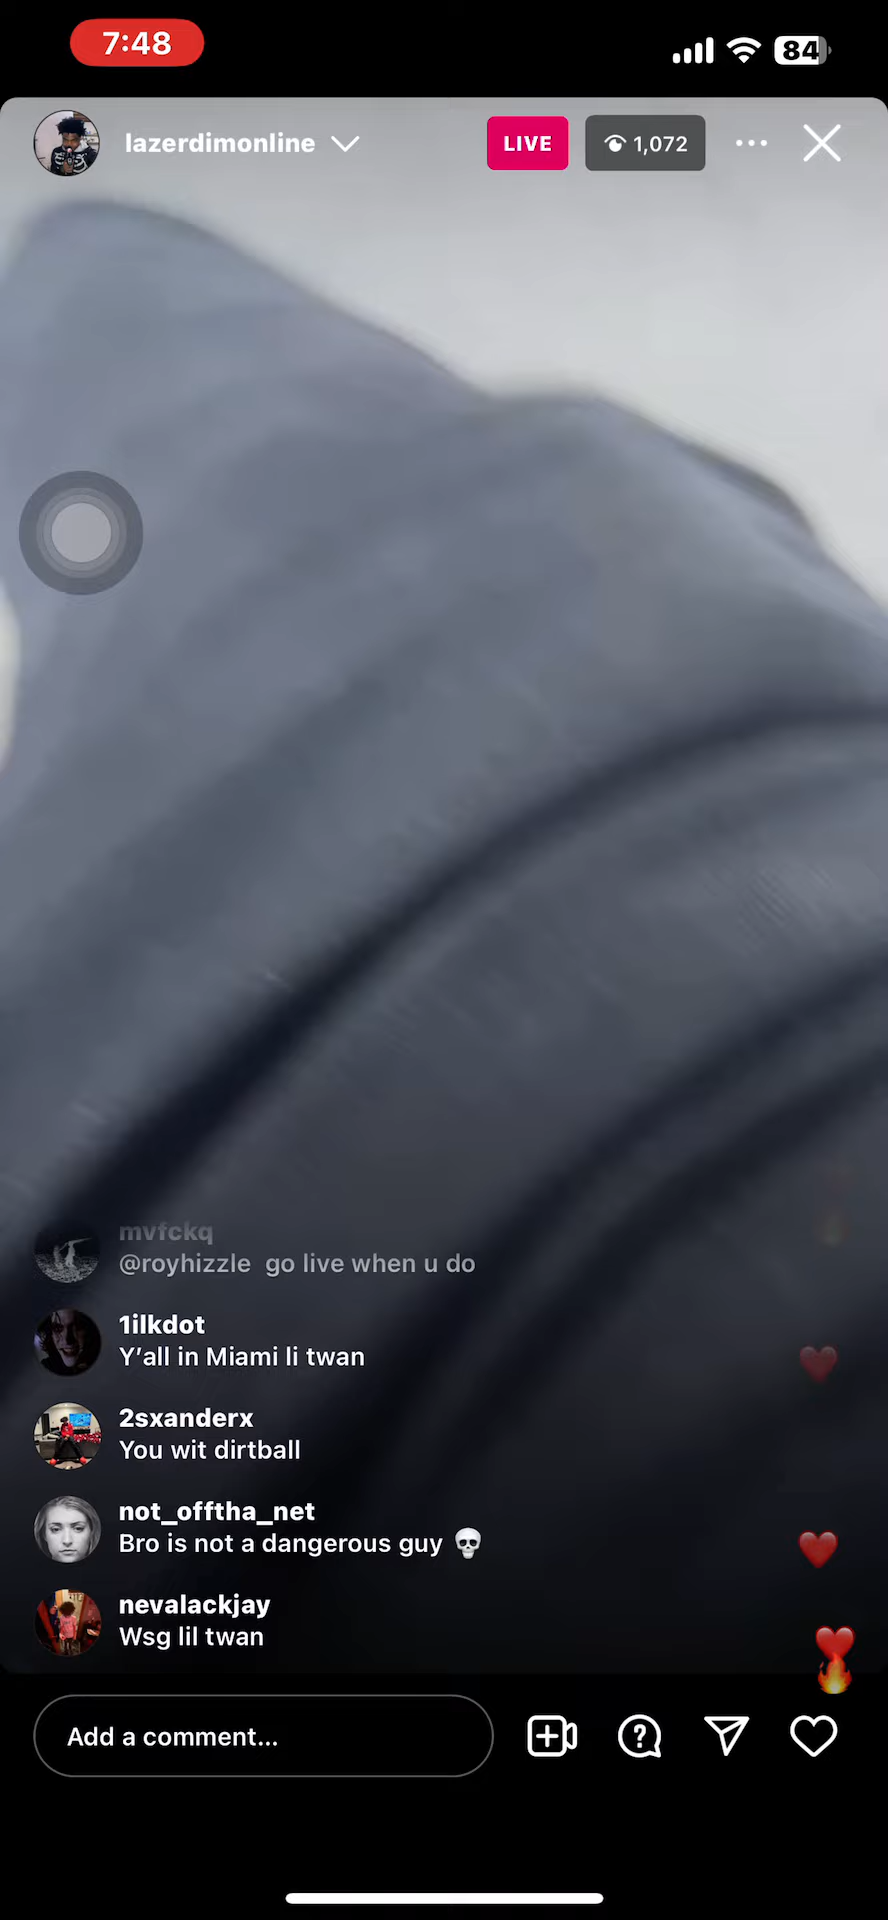 7:48
84
lazerdimonline
LIVE
1,072
mvfckq
@royhizzle go live when u do
1ilkdot
Y’all in Miami li twan
2sxanderx
You wit dirtball
not_offtha_net
Bro is not a dangerous guy 💀
nevalackjay
Wsg lil twan
Add a comment...